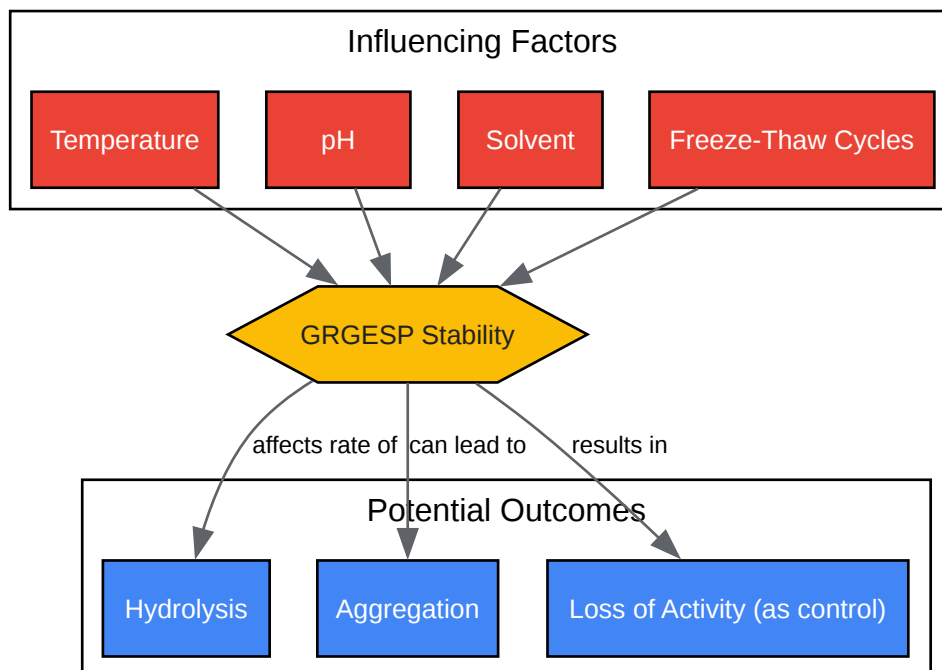 Influencing Factors
Temperature
pH
Solvent
Freeze-Thaw Cycles
GRGESP Stability
affects rate of
can lead to
results in
Potential Outcomes
Hydrolysis
Aggregation
Loss of Activity (as control)